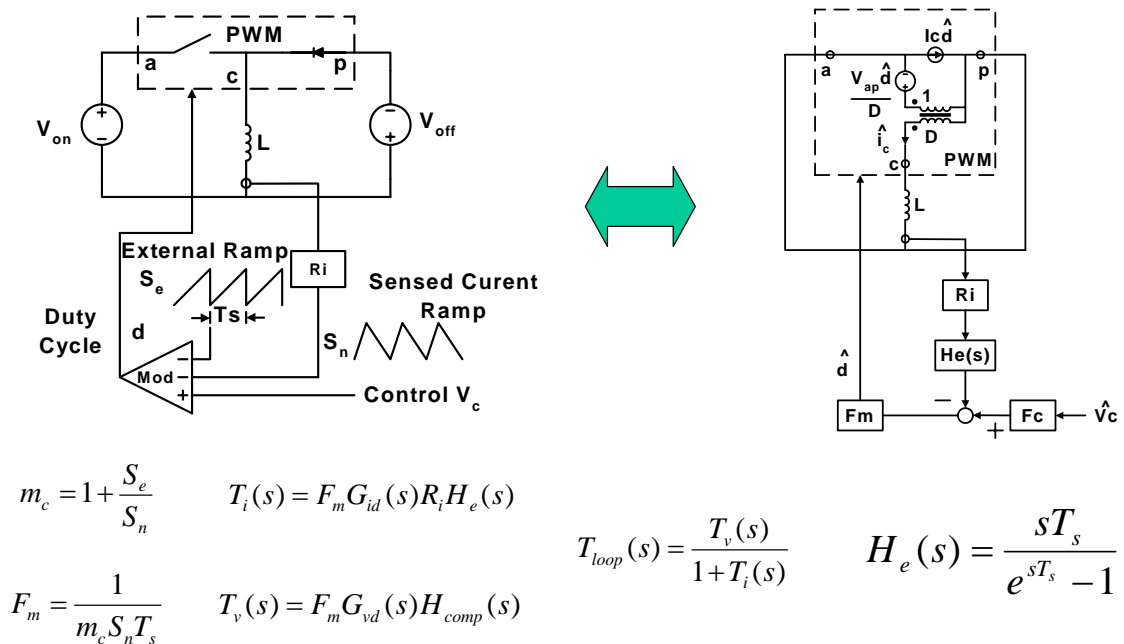 PWM
a
p
c
V_on
V_off
L
External Ramp
S_e
Ts
Ri
Sensed Curent
Ramp
S_n
Duty
Cycle
d
Mod
−
−
+
Control V_c
Icd̂
a
p
V_ap d̂
D
1
D
î_c
c
PWM
L
Ri
He(s)
d̂
−
Fm
+
Fc
V̂c
m_c = 1 + S_e / S_n
T_i(s) = F_m G_id(s) R_i H_e(s)
T_loop(s) = T_v(s) / (1 + T_i(s))
H_e(s) = sT_s / (e^{sT_s} − 1)
F_m = 1 / (m_c S_n T_s)
T_v(s) = F_m G_vd(s) H_comp(s)